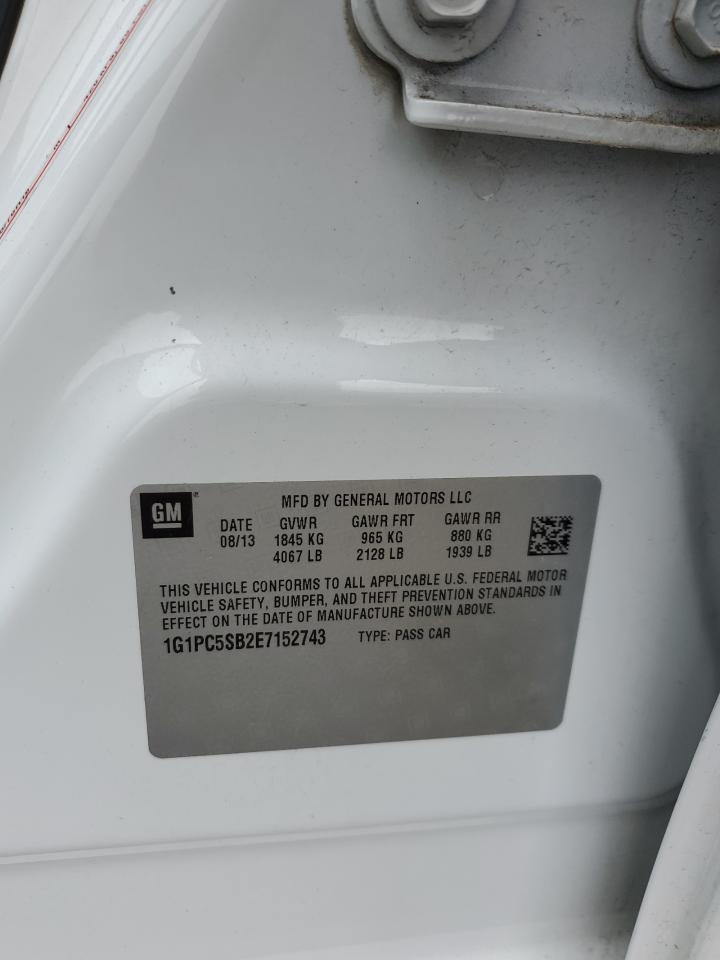 GM
MFD BY GENERAL MOTORS LLC
DATE GVWR GAWR FRT GAWR RR
08/13 1845 KG 965 KG 880 KG
4067 LB 2128 LB 1939 LB
THIS VEHICLE CONFORMS TO ALL APPLICABLE U.S. FEDERAL MOTOR
VEHICLE SAFETY, BUMPER, AND THEFT PREVENTION STANDARDS IN
EFFECT ON THE DATE OF MANUFACTURE SHOWN ABOVE.
1G1PC5SB2E7152743 TYPE: PASS CAR